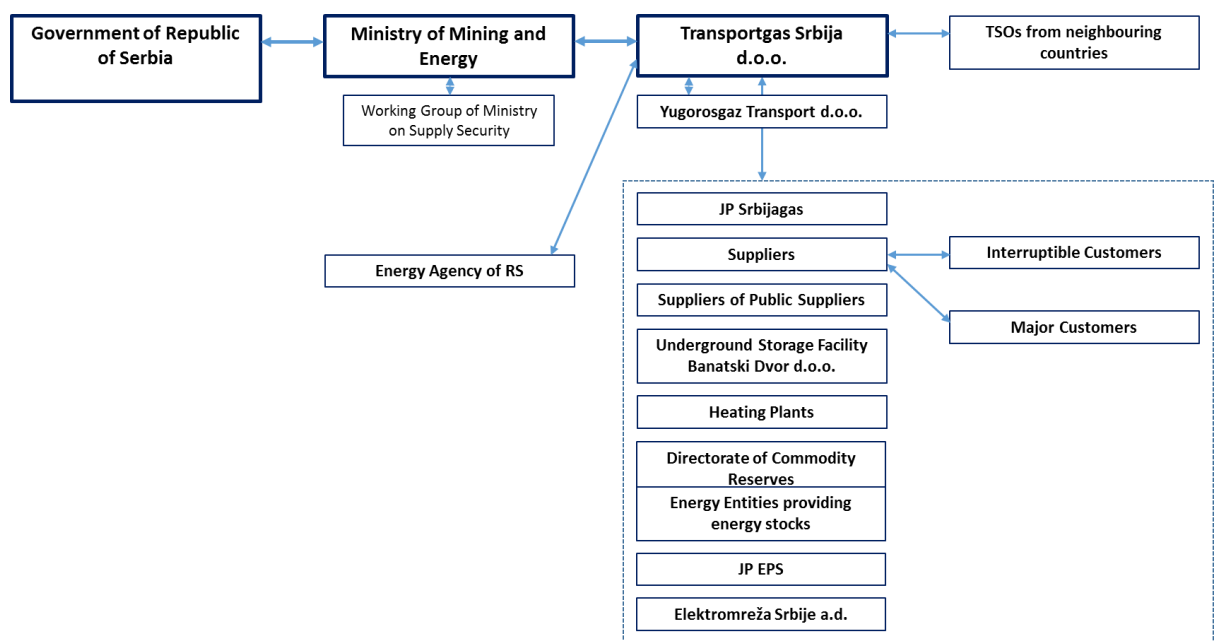 Government of Republic
of Serbia
Ministry of Mining and
Energy
Transportgas Srbija
d.o.o.
TSOs from neighbouring
countries
Working Group of Ministry
on Supply Security
Yugorosgaz Transport d.o.o.
JP Srbijagas
Energy Agency of RS
Suppliers
Interruptible Customers
Suppliers of Public Suppliers
Major Customers
Underground Storage Facility
Banatski Dvor d.o.o.
Heating Plants
Directorate of Commodity
Reserves
Energy Entities providing
energy stocks
JP EPS
Elektromreža Srbije a.d.